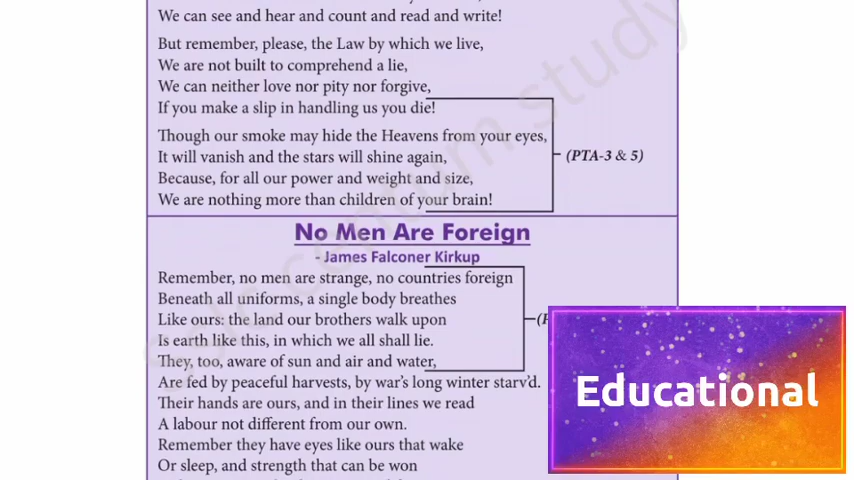 We can see and hear and count and read and write!
But remember, please, the Law by which we live,
We are not built to comprehend a lie,
We can neither love nor pity nor forgive,
If you make a slip in handling us you die!
Though our smoke may hide the Heavens from your eyes,
It will vanish and the stars will shine again,
(PTA-3 & 5)
Because, for all our power and weight and size,
We are nothing more than children of your brain!
No Men Are Foreign
- James Falconer Kirkup
Remember, no men are strange, no countries foreign
Beneath all uniforms, a single body breathes
Like ours: the land our brothers walk upon
Is earth like this, in which we all shall lie.
They, too, aware of sun and air and water,
Are fed by peaceful harvests, by war's long winter starv'd.
Their hands are ours, and in their lines we read
A labour not different from our own.
Remember they have eyes like ours that wake
Or sleep, and strength that can be won
Educational